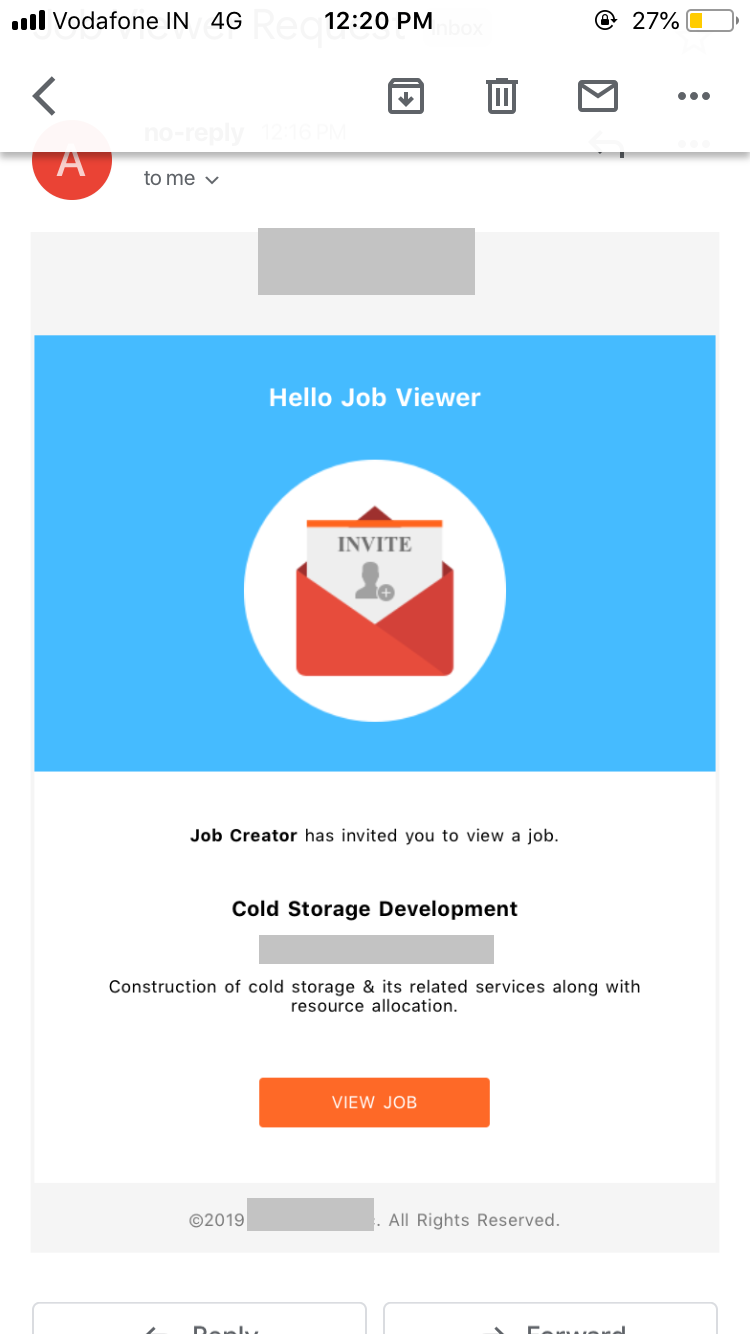 Vodafone IN 4G 12:20 PM 27%
Job Viewer Request Inbox
no-reply 12:16 PM
A
to me
Hello Job Viewer
INVITE
Job Creator has invited you to view a job.
Cold Storage Development
Construction of cold storage & its related services along with
resource allocation.
VIEW JOB
©2019 . All Rights Reserved.
Reply Forward